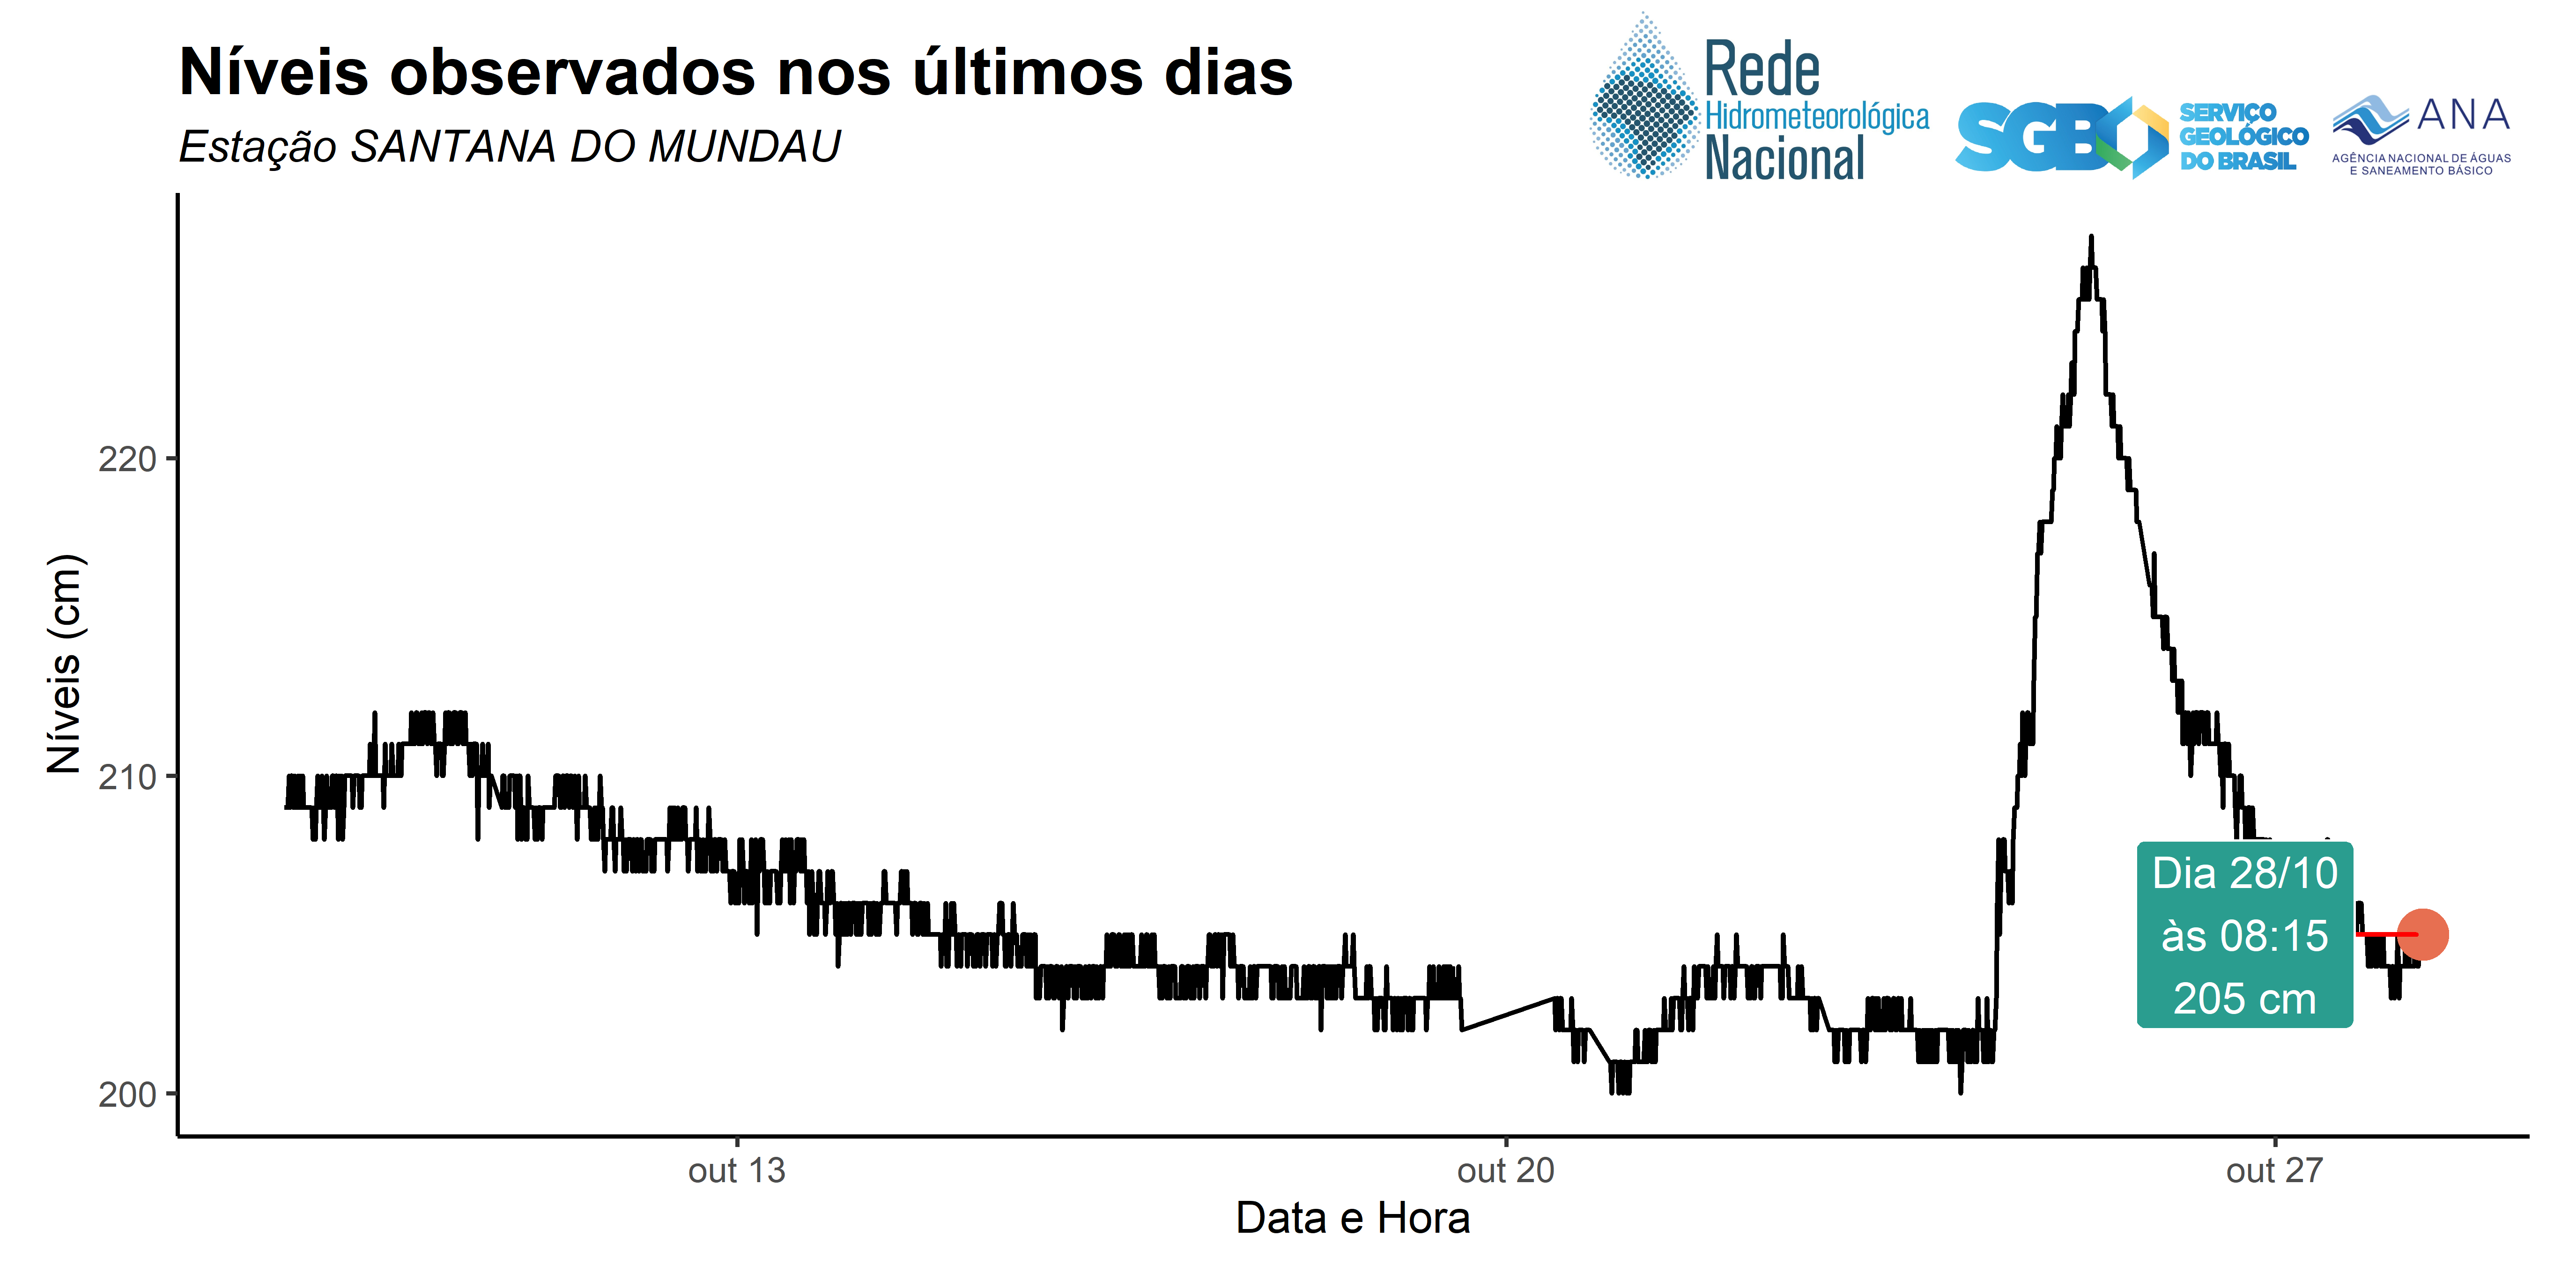 Níveis observados nos últimos dias
Estação SANTANA DO MUNDAU
Rede
Hidrometeorológica
Nacional
SGB
SERVIÇO
GEOLÓGICO
DO BRASIL
ANA
AGÊNCIA NACIONAL DE ÁGUAS
E SANEAMENTO BÁSICO
Níveis (cm)
220
210
200
Dia 28/10
às 08:15
205 cm
out 13
out 20
out 27
Data e Hora